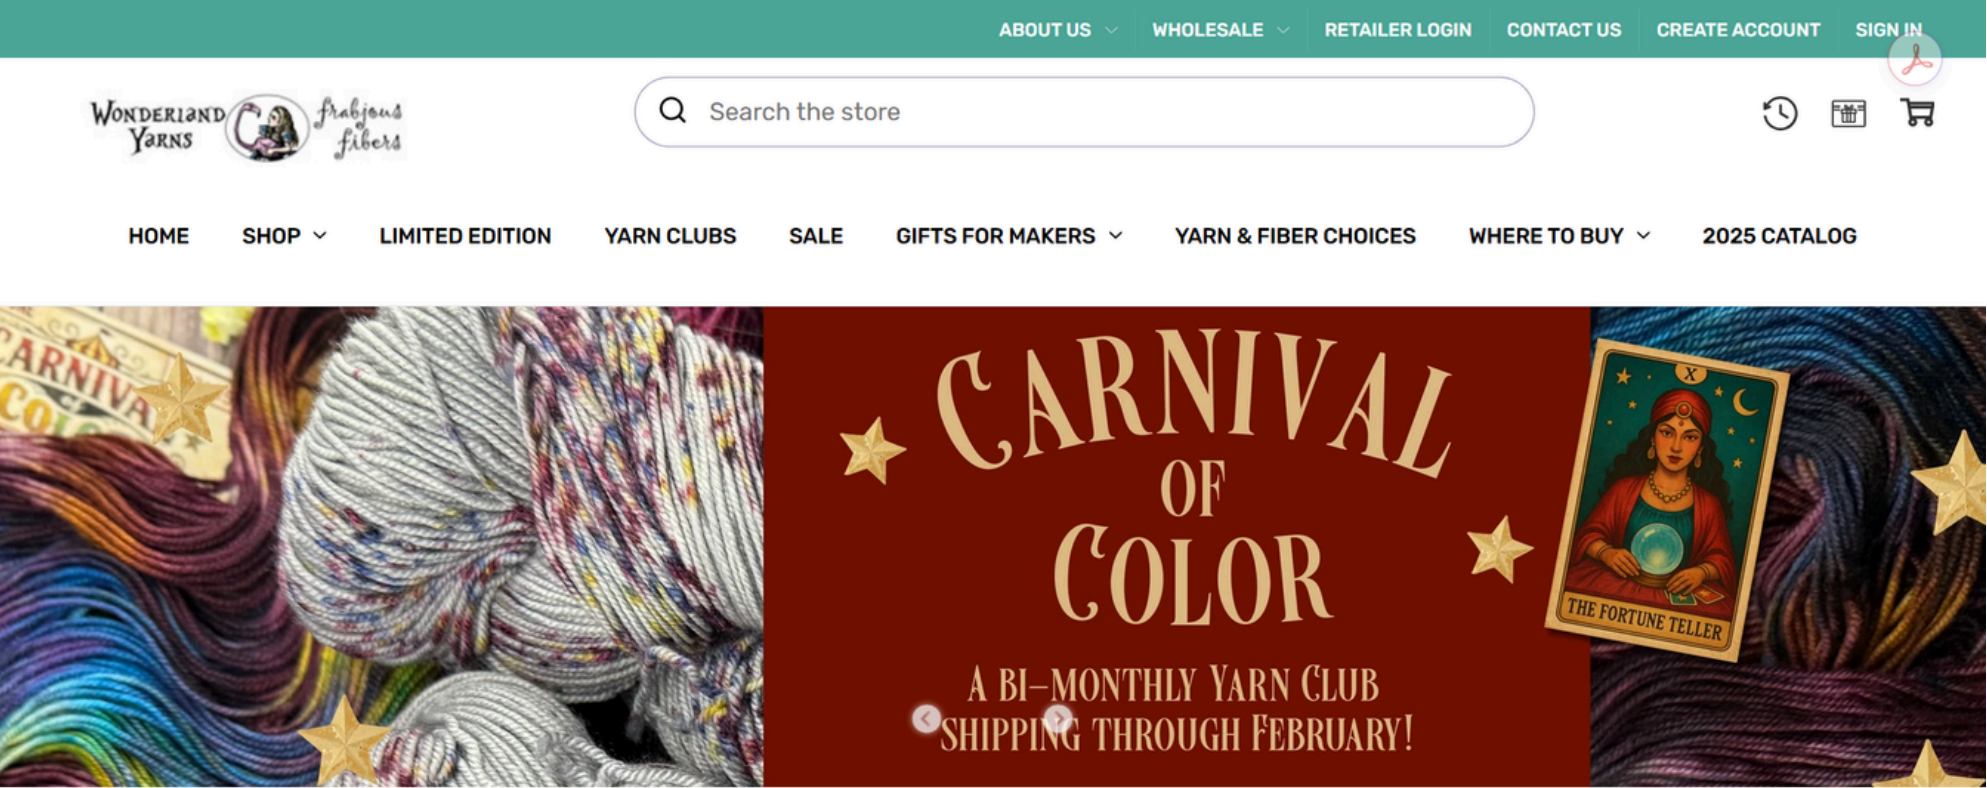 ABOUT US
WHOLESALE
RETAILER LOGIN
CONTACT US
CREATE ACCOUNT
SIGN IN
WONDERLAND YARNS
frabjous fibers
Search the store
HOME
SHOP
LIMITED EDITION
YARN CLUBS
SALE
GIFTS FOR MAKERS
YARN & FIBER CHOICES
WHERE TO BUY
2025 CATALOG
CARNIVAL
OF
COLOR
A BI-MONTHLY YARN CLUB
SHIPPING THROUGH FEBRUARY!
X
THE FORTUNE TELLER